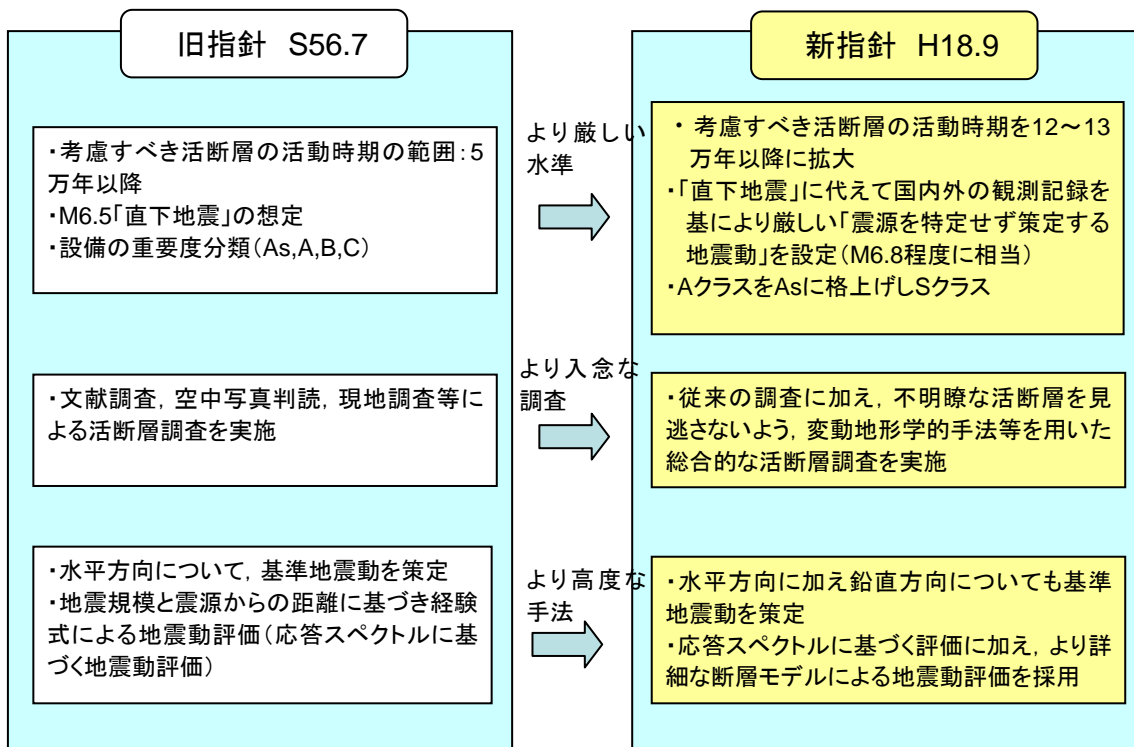 旧指針 S56.7
新指針 H18.9
・考慮すべき活断層の活動時期の範囲:5
万年以降
・M6.5「直下地震」の想定
・設備の重要度分類(As,A,B,C)
より厳しい
水準
・ 考慮すべき活断層の活動時期を12~13
万年以降に拡大
・「直下地震」に代えて国内外の観測記録を
基により厳しい「震源を特定せず策定する
地震動」を設定(M6.8程度に相当)
・AクラスをAsに格上げしSクラス
・文献調査，空中写真判読，現地調査等に
よる活断層調査を実施
より入念な
調査
・従来の調査に加え，不明瞭な活断層を見
逃さないよう，変動地形学的手法等を用いた
総合的な活断層調査を実施
・水平方向について，基準地震動を策定
・地震規模と震源からの距離に基づき経験
式による地震動評価(応答スペクトルに基
づく地震動評価)
より高度な
手法
・水平方向に加え鉛直方向についても基準
地震動を策定
・応答スペクトルに基づく評価に加え，より詳
細な断層モデルによる地震動評価を採用